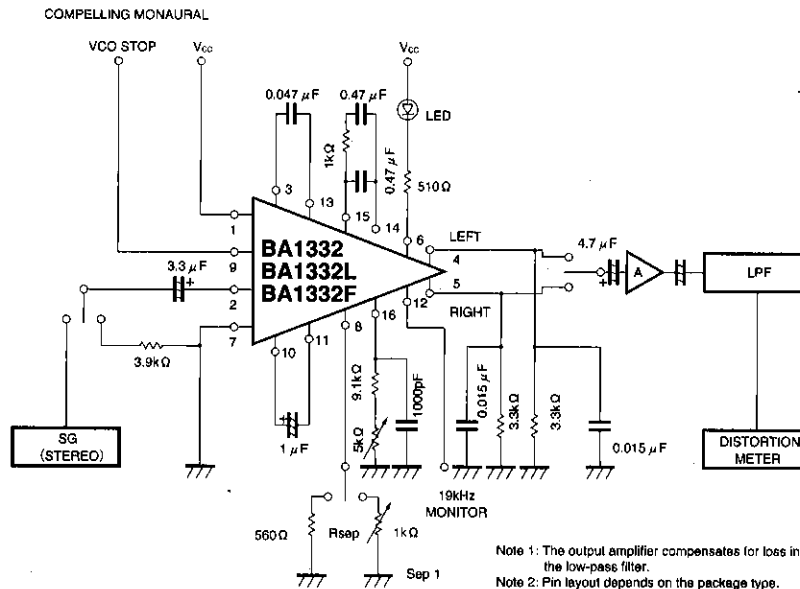 COMPELLING MONAURAL
VCO STOP
Vcc
Vcc
0.047 μF
0.47 μF
LED
1kΩ
0.47 μF
510Ω
3
13
15
14
6
1
LEFT
4
4.7 μF
BA1332
BA1332L
BA1332F
9
3.3 μF
+
2
5
+
A
LPF
RIGHT
12
16
7
8
10
11
3.9kΩ
+
1 μF
9.1kΩ
5kΩ
1000pF
0.015 μF
3.3kΩ
3.3kΩ
0.015 μF
SG
(STEREO)
DISTORTION
METER
19kHz
MONITOR
560Ω
Rsep
1kΩ
Sep 1
Note 1: The output amplifier compensates for loss in
the low-pass filter.
Note 2: Pin layout depends on the package type.